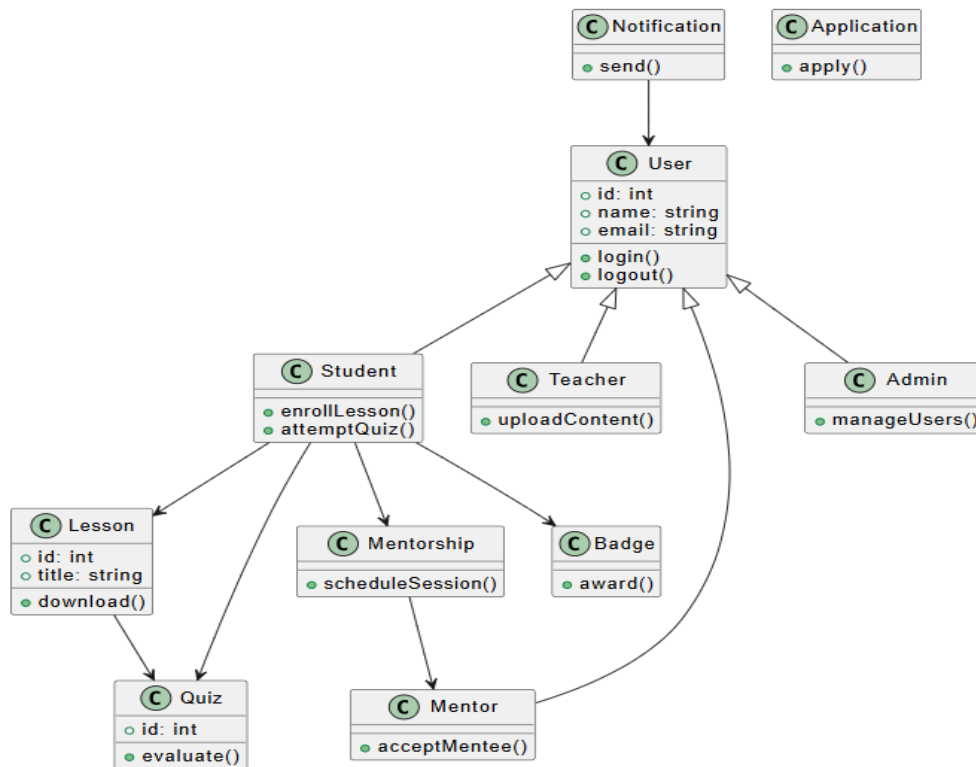 C Notification
send()
C Application
apply()
C User
id: int
name: string
email: string
login()
logout()
C Student
enrollLesson()
attemptQuiz()
C Teacher
uploadContent()
C Admin
manageUsers()
C Lesson
id: int
title: string
download()
C Mentorship
scheduleSession()
C Badge
award()
C Quiz
id: int
evaluate()
C Mentor
acceptMentee()